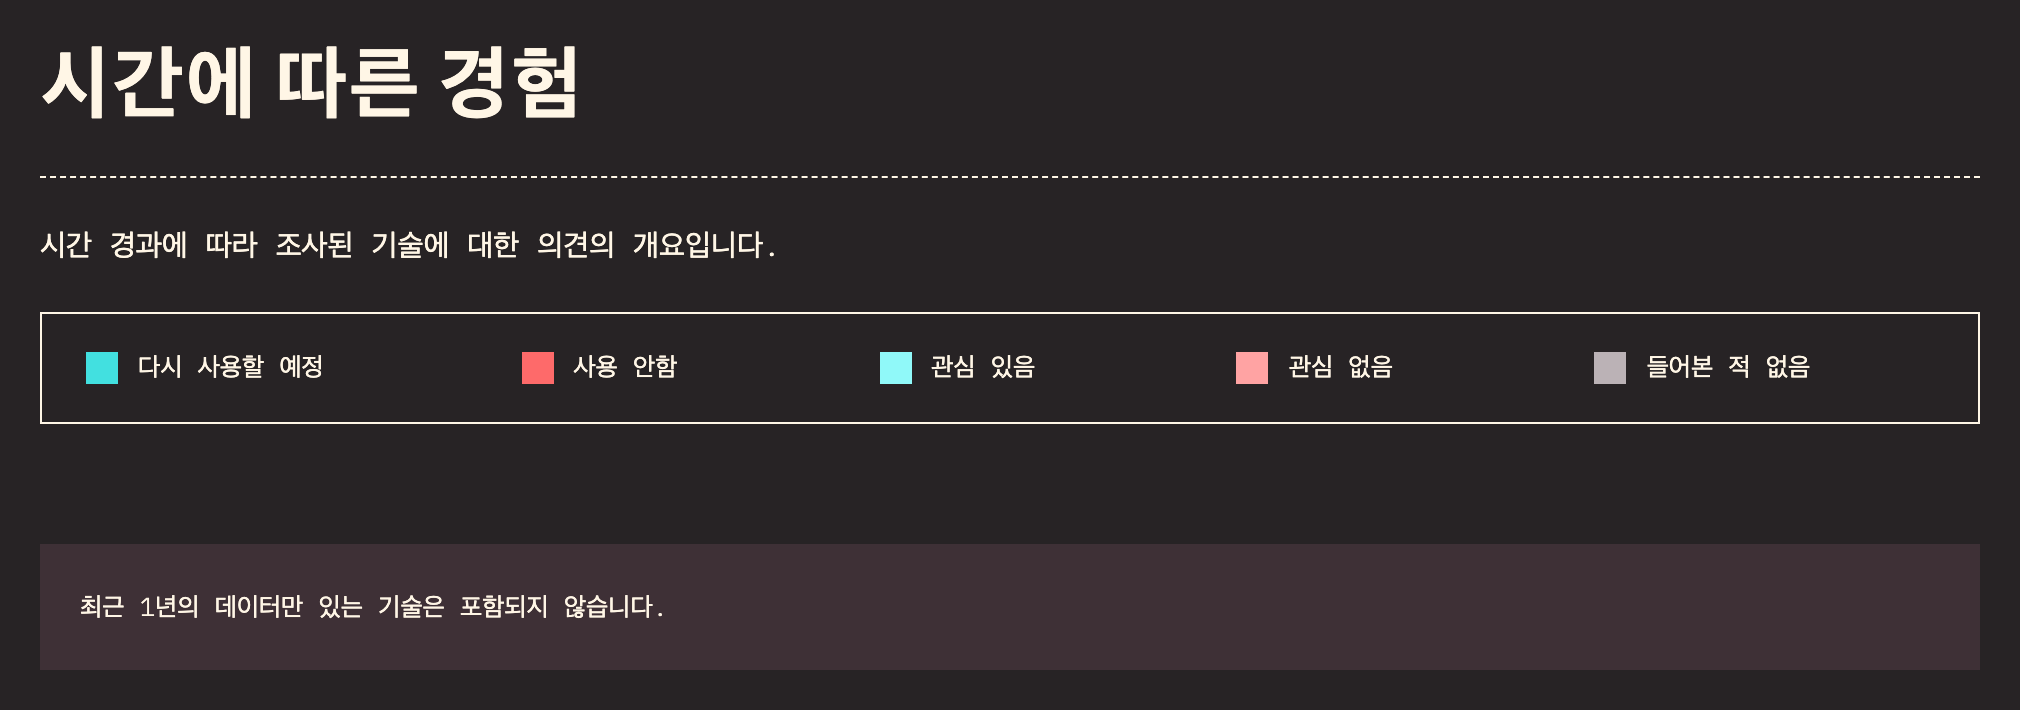 시간에 따른 경험
시간 경과에 따라 조사된 기술에 대한 의견의 개요입니다.
다시 사용할 예정
사용 안함
관심 있음
관심 없음
들어본 적 없음
최근 1년의 데이터만 있는 기술은 포함되지 않습니다.